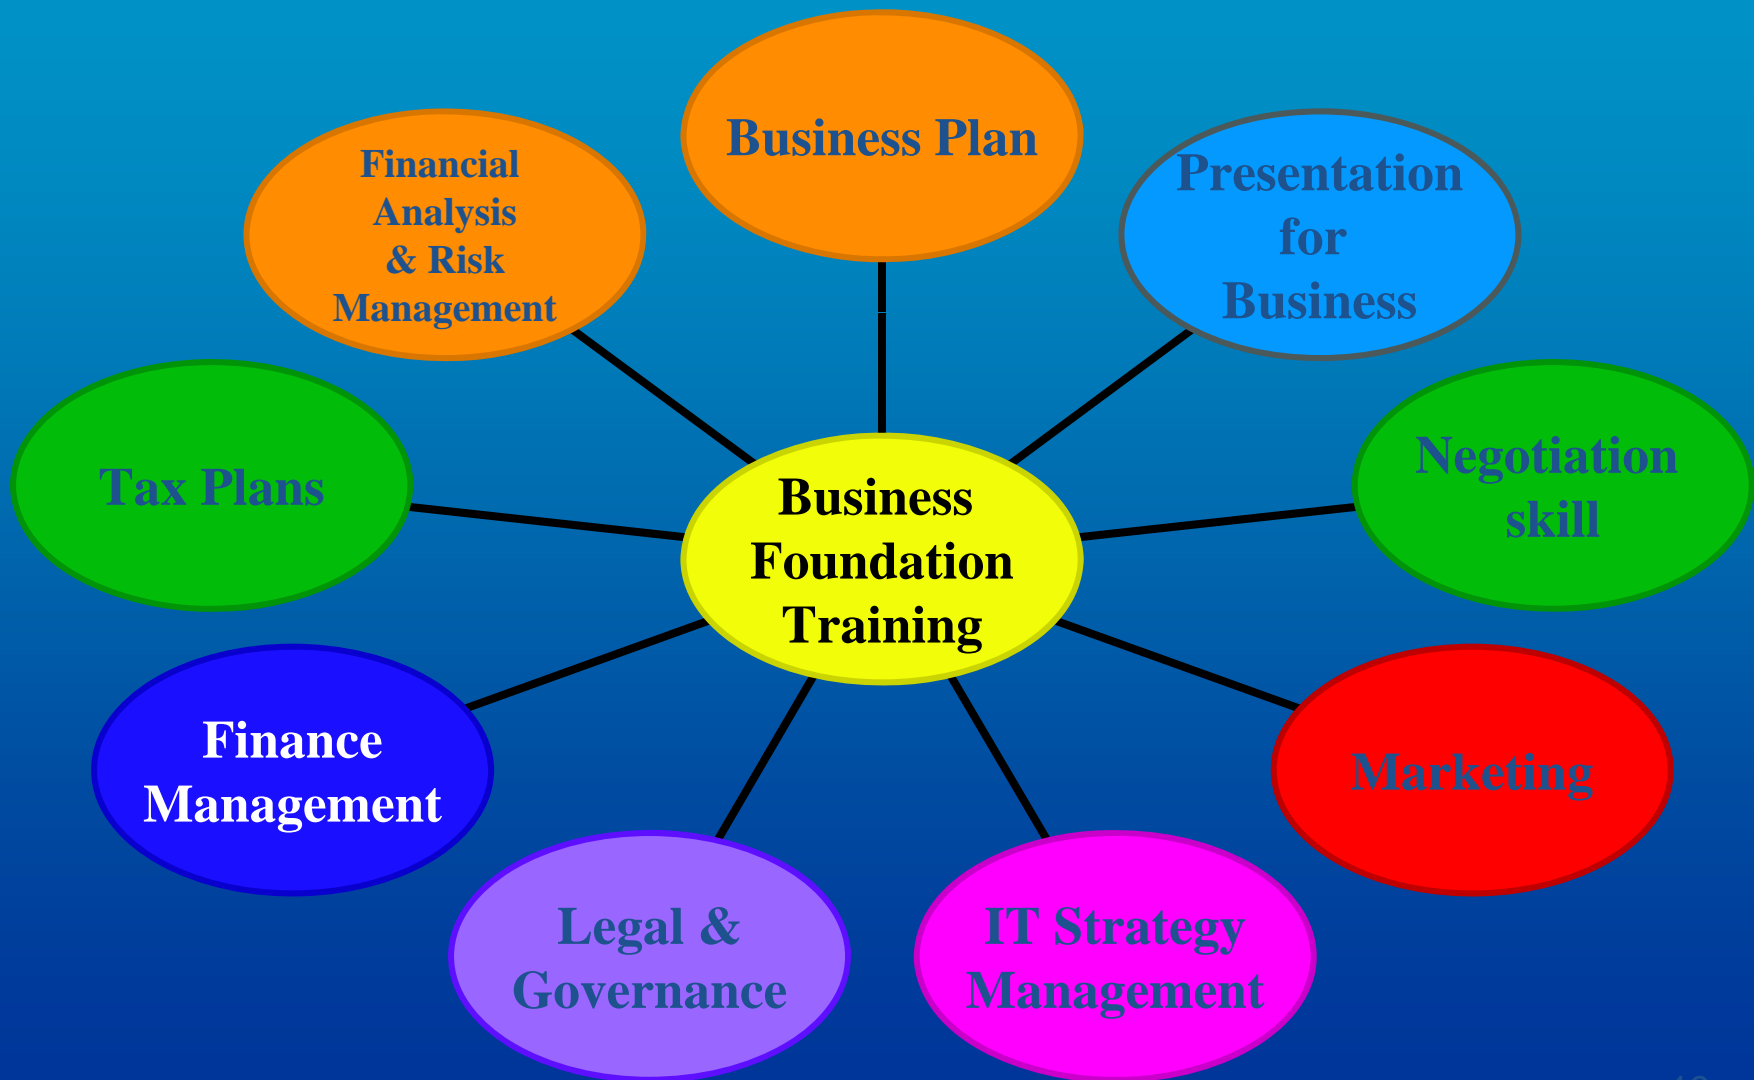 Business Plan
Financial
Analysis
& Risk
Management
Presentation
for
Business
Tax Plans
Negotiation
skill
Business
Foundation
Training
Finance
Management
Marketing
Legal &
Governance
IT Strategy
Management